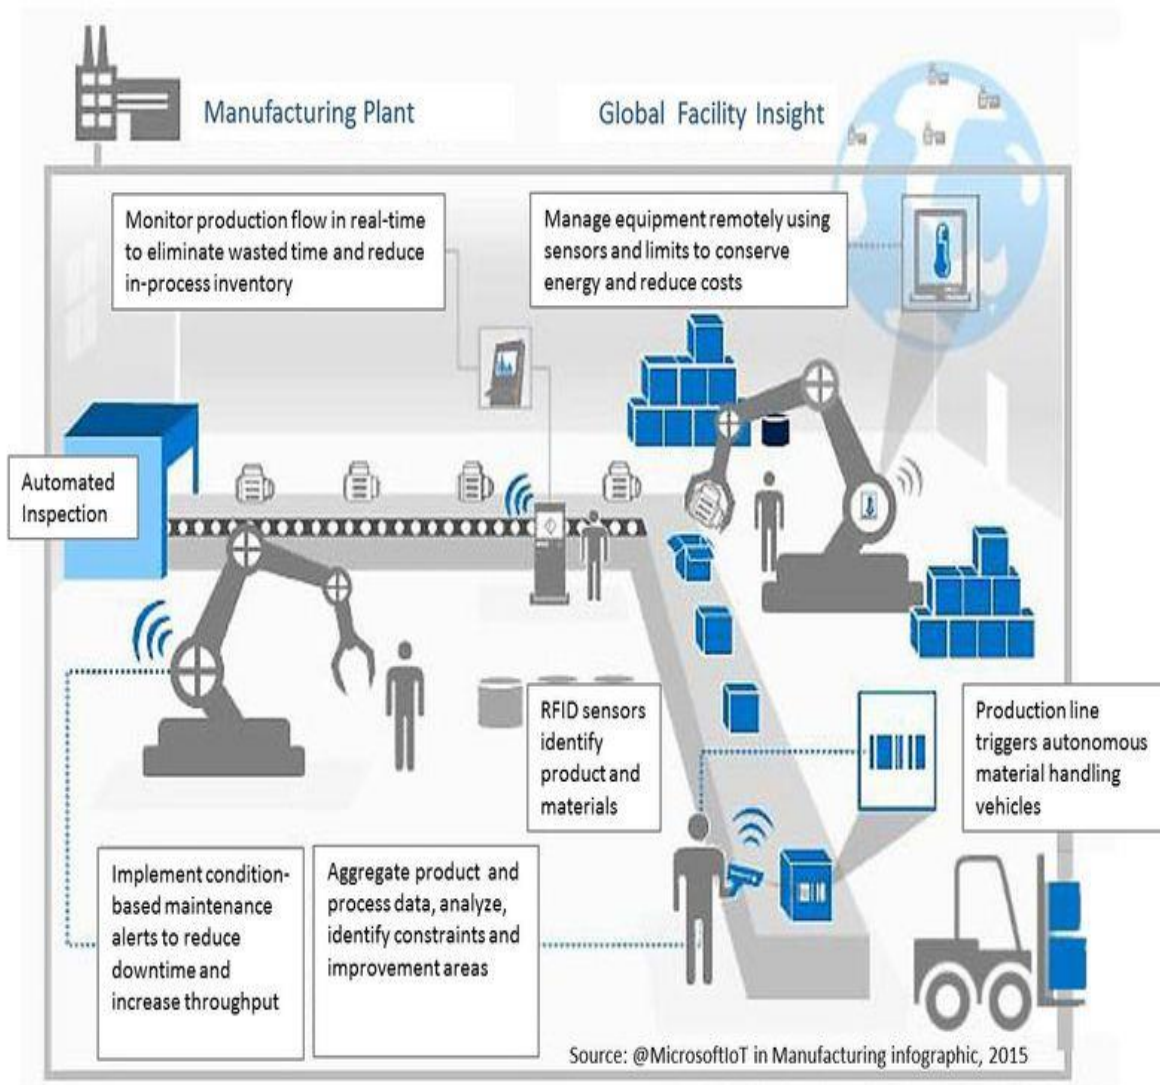 Manufacturing Plant
Global Facility Insight
Monitor production flow in real-time
to eliminate wasted time and reduce
in-process inventory
Manage equipment remotely using
sensors and limits to conserve
energy and reduce costs
Automated
Inspection
RFID sensors
identify
product and
materials
Production line
triggers autonomous
material handling
vehicles
Implement condition-
based maintenance
alerts to reduce
downtime and
increase throughput
Aggregate product and
process data, analyze,
identify constraints and
improvement areas
Source: @MicrosoftIoT in Manufacturing infographic, 2015